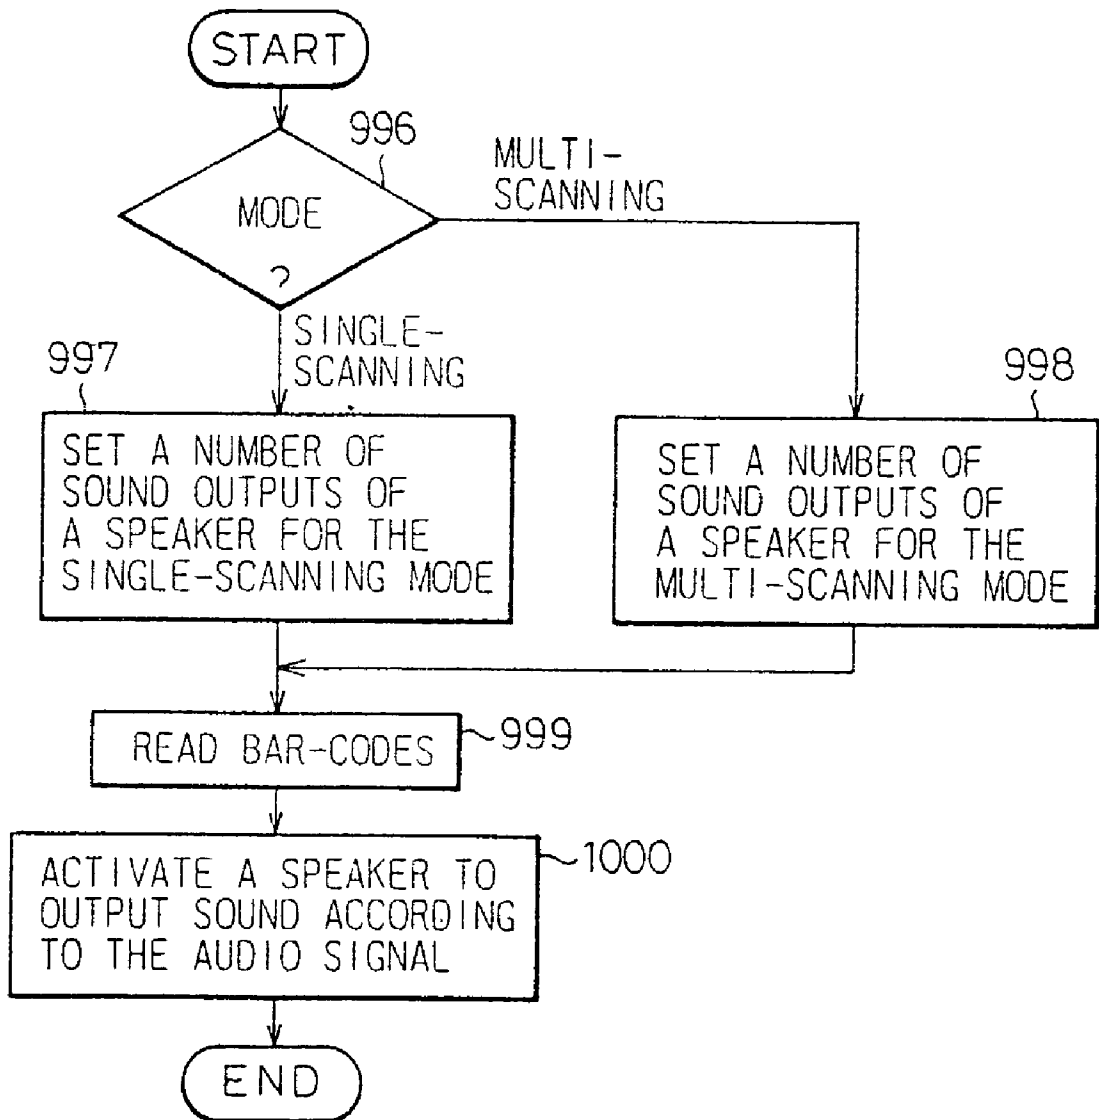 START
996
MULTI-
SCANNING
MODE
?
SINGLE-
SCANNING
997
998
SET A NUMBER OF
SOUND OUTPUTS OF
A SPEAKER FOR THE
SINGLE-SCANNING MODE
SET A NUMBER OF
SOUND OUTPUTS OF
A SPEAKER FOR THE
MULTI-SCANNING MODE
READ BAR-CODES
999
ACTIVATE A SPEAKER TO
OUTPUT SOUND ACCORDING
TO THE AUDIO SIGNAL
1000
END